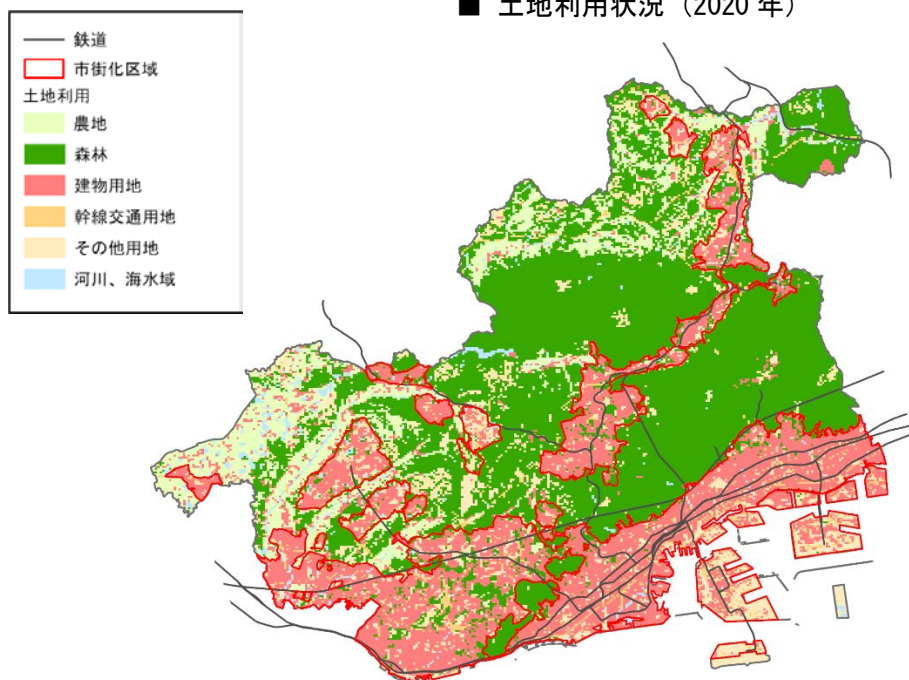 ■ 土地利用状況（2020 年）
鉄道
市街化区域
土地利用
農地
森林
建物用地
幹線交通用地
その他用地
河川、海水域